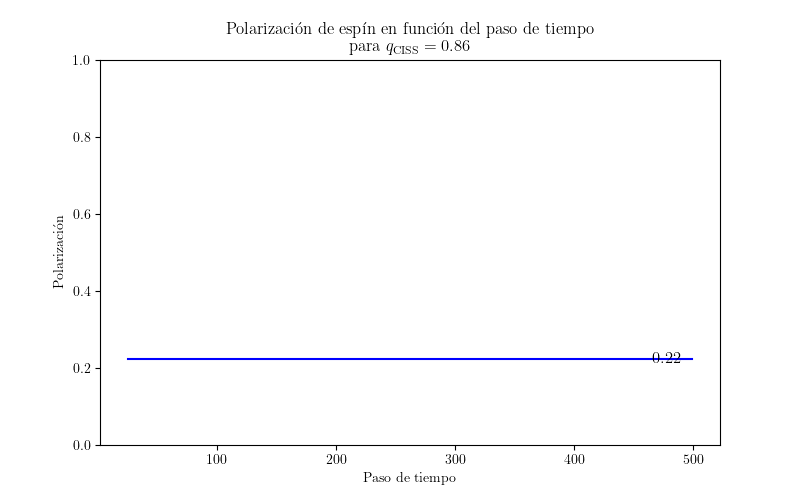 Polarización de espín en función del paso de tiempo
para q_CISS = 0.86
1.0
0.8
0.6
0.4
0.2
0.0
Polarización
0.22
100 200 300 400 500
Paso de tiempo